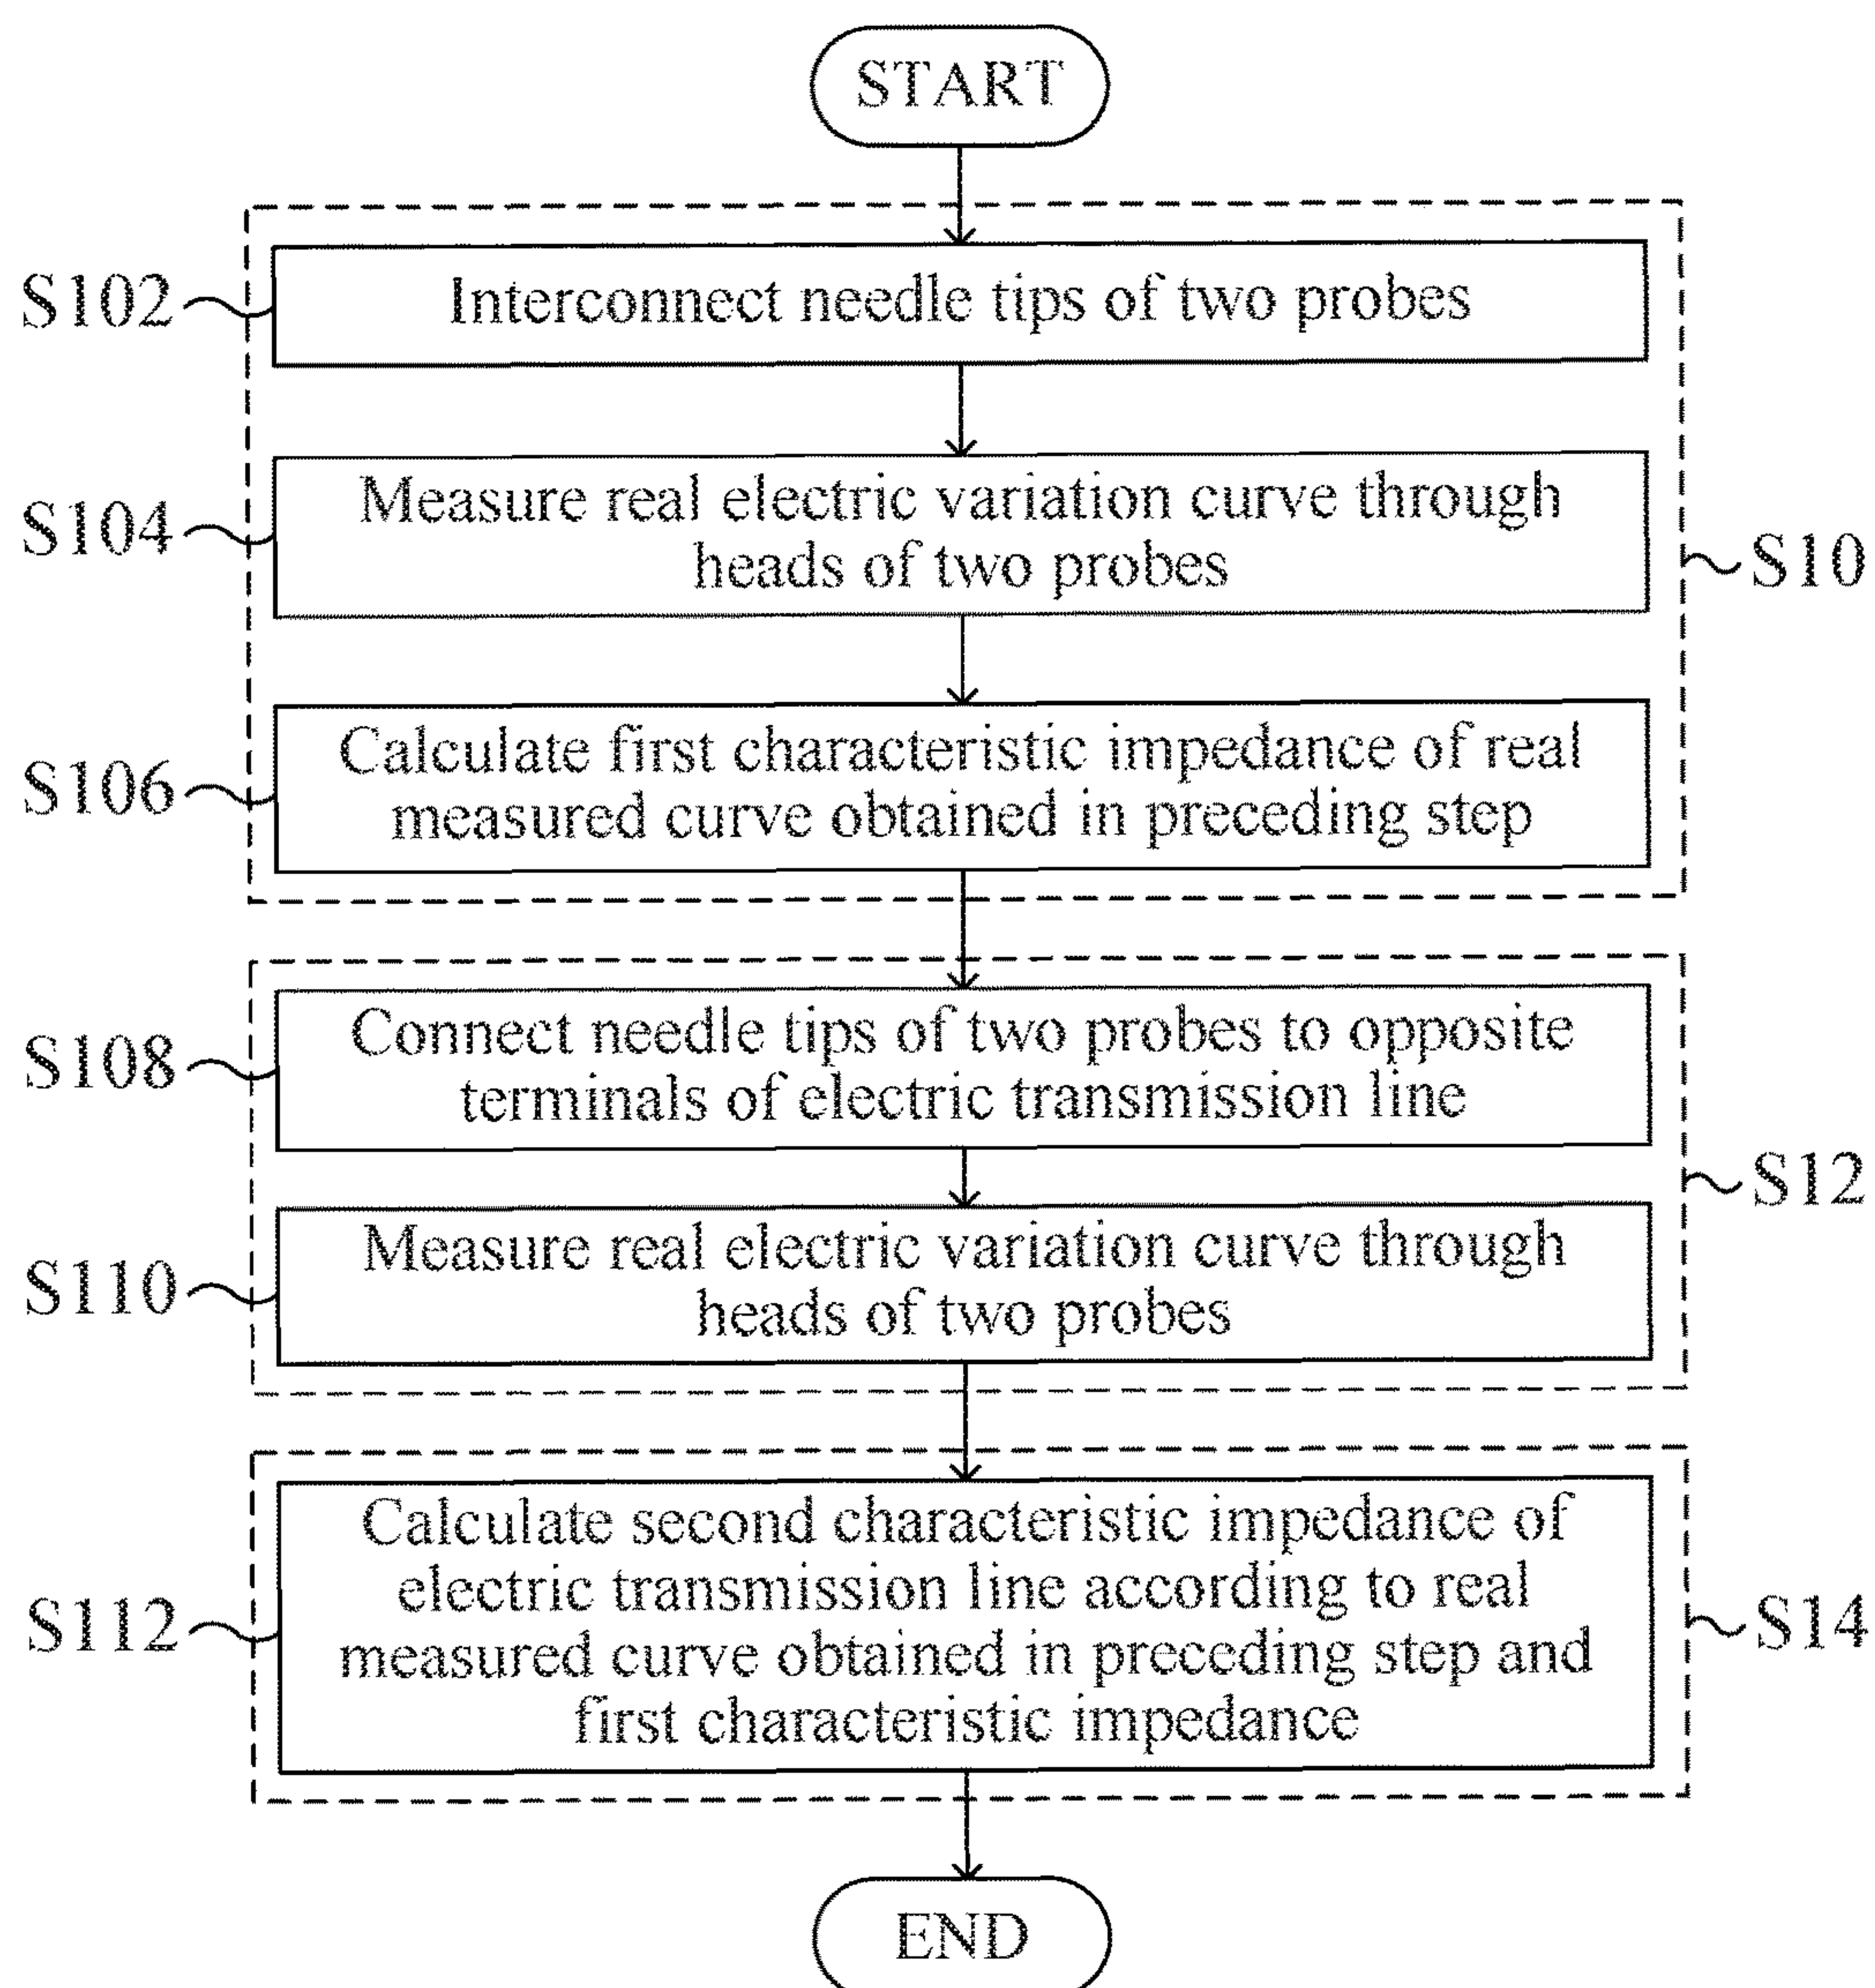 START
S102
Interconnect needle tips of two probes
S104
Measure real electric variation curve through
heads of two probes
S10
S106
Calculate first characteristic impedance of real
measured curve obtained in preceding step
S108
Connect needle tips of two probes to opposite
terminals of electric transmission line
S12
S110
Measure real electric variation curve through
heads of two probes
S112
Calculate second characteristic impedance of
electric transmission line according to real
measured curve obtained in preceding step and
first characteristic impedance
S14
END